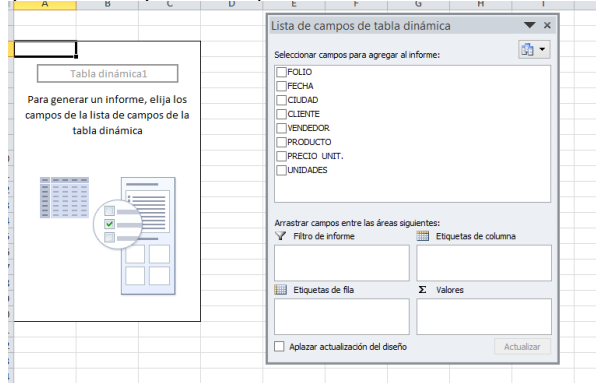 A B C D E F G H I
Lista de campos de tabla dinámica
Seleccionar campos para agregar al informe:
Tabla dinámica1
Para generar un informe, elija los
campos de la lista de campos de la
tabla dinámica
FOLIO
FECHA
CIUDAD
CLIENTE
VENDEDOR
PRODUCTO
PRECIO UNIT.
UNIDADES
Arrastrar campos entre las áreas siguientes:
Filtro de informe Etiquetas de columna
Etiquetas de fila Σ Valores
Aplazar actualización del diseño Actualizar